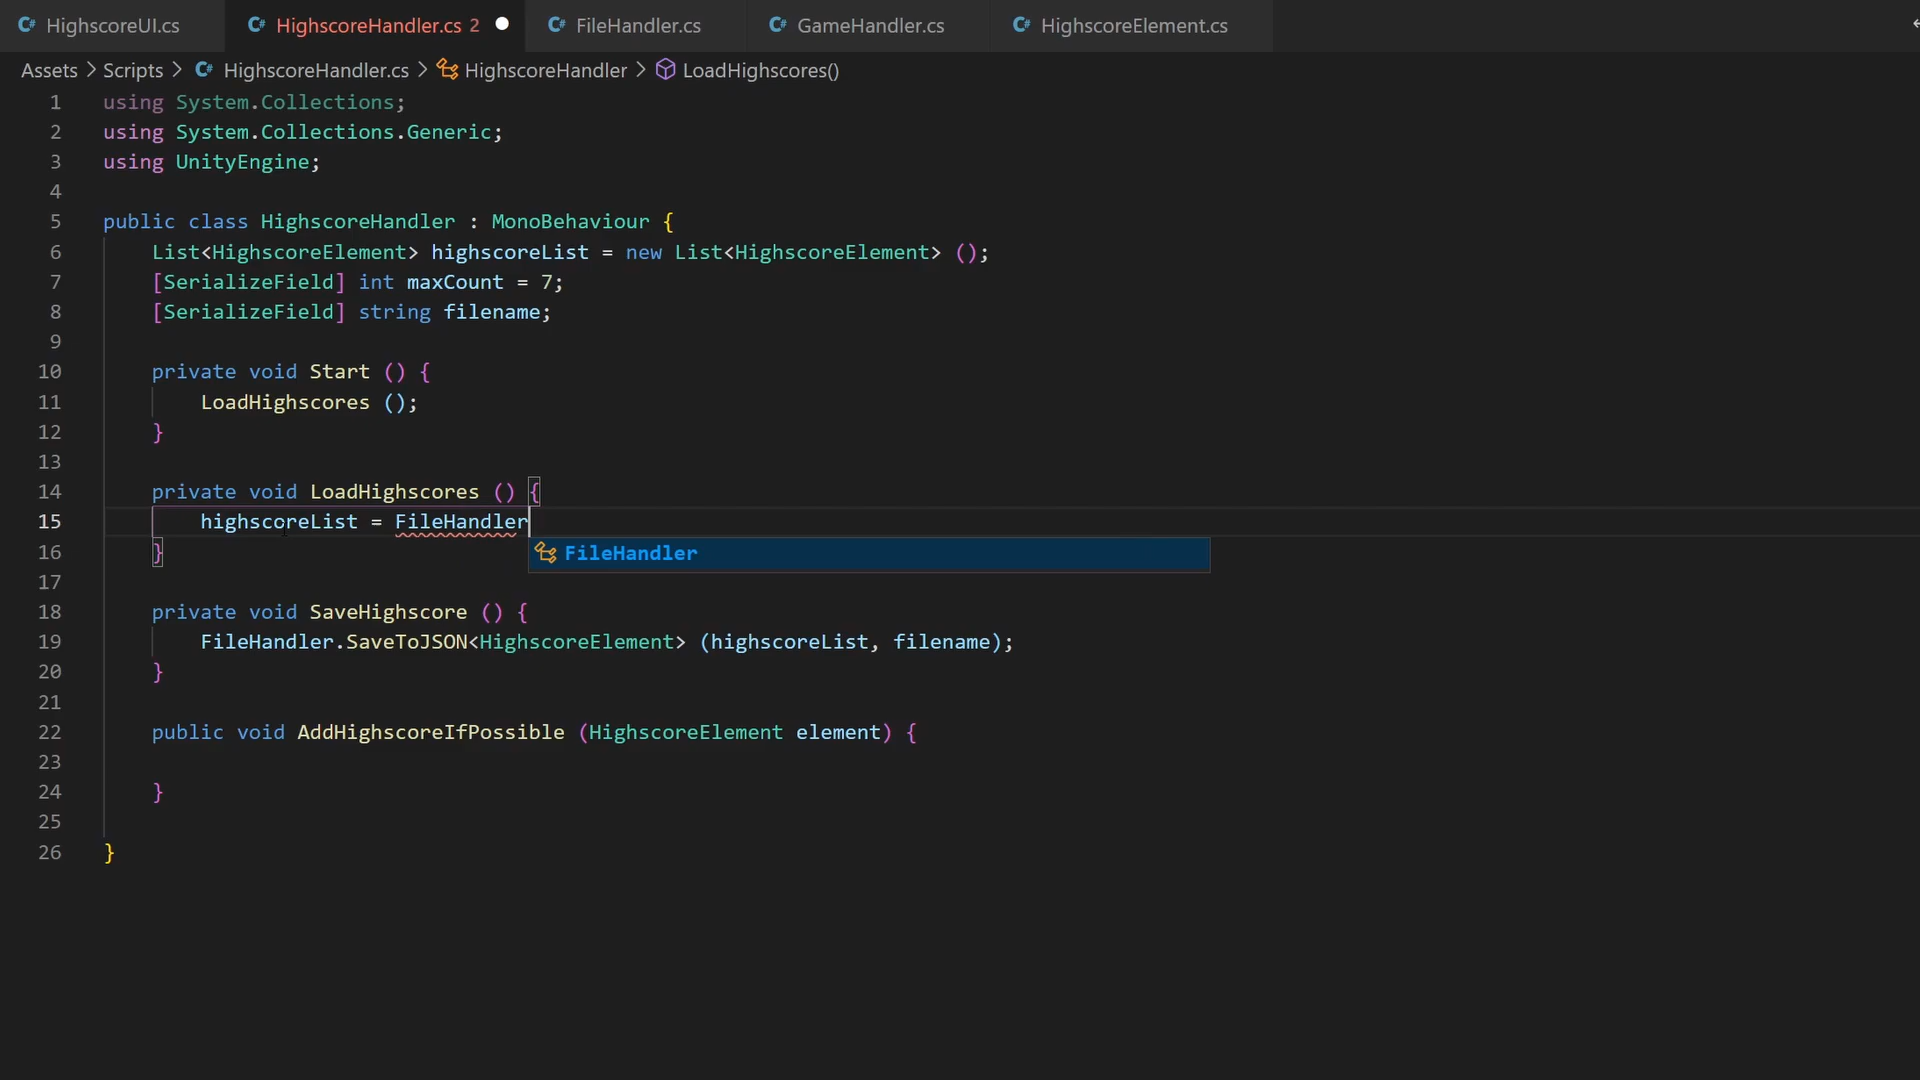 HighscoreUI.cs HighscoreHandler.cs 2 FileHandler.cs GameHandler.cs HighscoreElement.cs
Assets > Scripts > HighscoreHandler.cs > HighscoreHandler > LoadHighscores()
1 using System.Collections;
2 using System.Collections.Generic;
3 using UnityEngine;
4
5 public class HighscoreHandler : MonoBehaviour {
6 List<HighscoreElement> highscoreList = new List<HighscoreElement> ();
7 [SerializeField] int maxCount = 7;
8 [SerializeField] string filename;
9
10 private void Start () {
11 LoadHighscores ();
12 }
13
14 private void LoadHighscores () {
15 highscoreList = FileHandler
16 }
FileHandler
17
18 private void SaveHighscore () {
19 FileHandler.SaveToJSON<HighscoreElement> (highscoreList, filename);
20 }
21
22 public void AddHighscoreIfPossible (HighscoreElement element) {
23
24 }
25
26 }